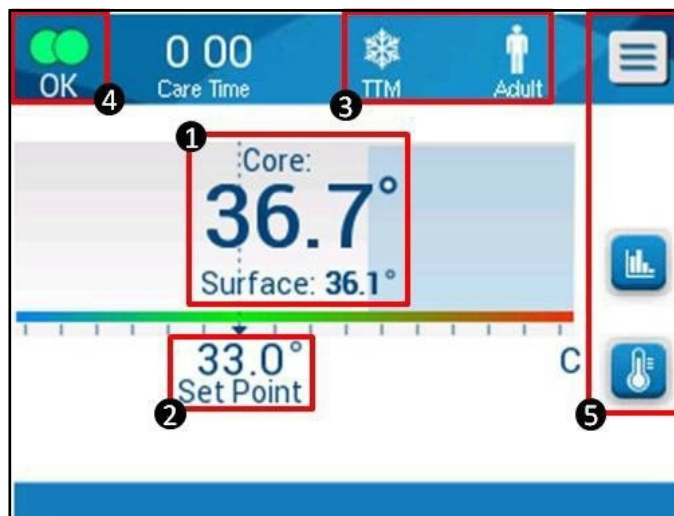 OK
4
0 00
Care Time
3
TTM
Adult
1
Core:
36.7°
Surface: 36.1°
33.0°
Set Point
2
C
5